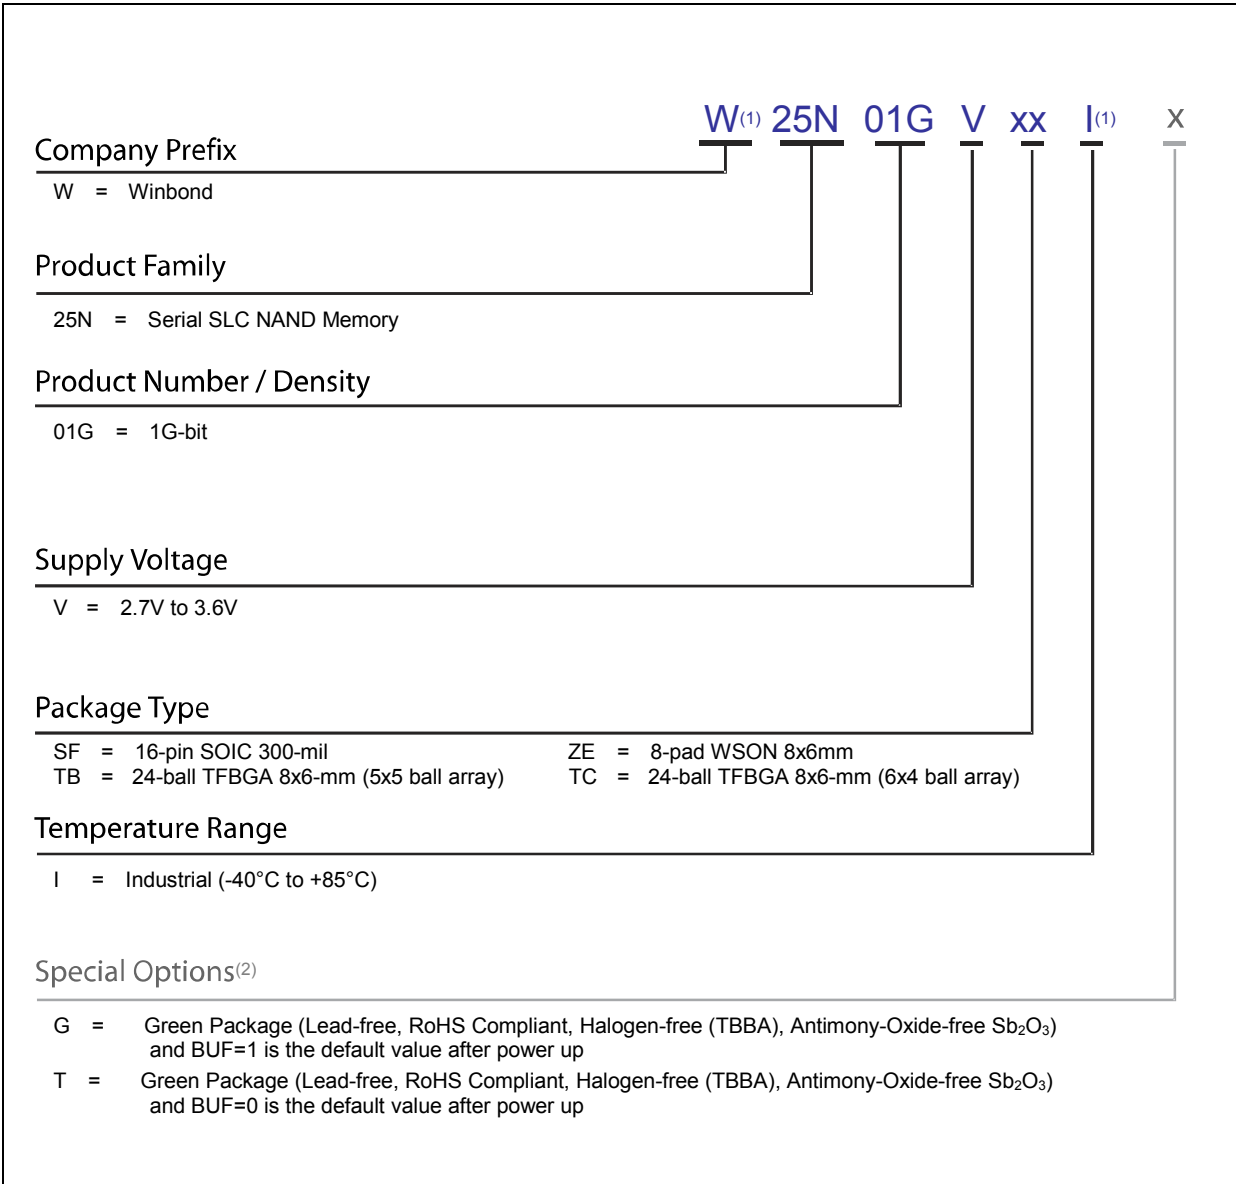 W(1) 25N 01G V xx I(1) x
Company Prefix
W = Winbond
Product Family
25N = Serial SLC NAND Memory
Product Number / Density
01G = 1G-bit
Supply Voltage
V = 2.7V to 3.6V
Package Type
SF = 16-pin SOIC 300-mil ZE = 8-pad WSON 8x6mm
TB = 24-ball TFBGA 8x6-mm (5x5 ball array) TC = 24-ball TFBGA 8x6-mm (6x4 ball array)
Temperature Range
I = Industrial (-40°C to +85°C)
Special Options(2)
G = Green Package (Lead-free, RoHS Compliant, Halogen-free (TBBA), Antimony-Oxide-free Sb₂O₃)
and BUF=1 is the default value after power up
T = Green Package (Lead-free, RoHS Compliant, Halogen-free (TBBA), Antimony-Oxide-free Sb₂O₃)
and BUF=0 is the default value after power up